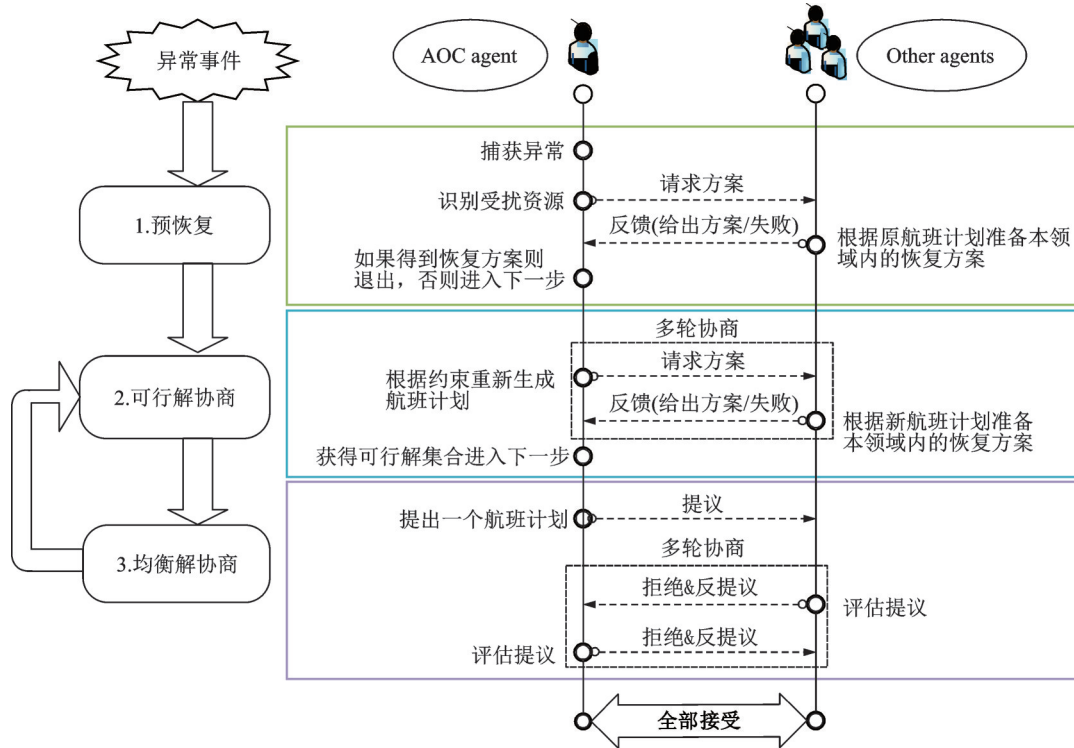 异常事件
AOC agent
Other agents
1.预恢复
捕获异常
识别受扰资源
请求方案
反馈(给出方案/失败)
根据原航班计划准备本领
域内的恢复方案
如果得到恢复方案则
退出，否则进入下一步
2.可行解协商
多轮协商
请求方案
根据约束重新生成
航班计划
反馈(给出方案/失败)
根据新航班计划准备
本领域内的恢复方案
获得可行解集合进入下一步
3.均衡解协商
提出一个航班计划
提议
多轮协商
拒绝&反提议
评估提议
拒绝&反提议
评估提议
全部接受